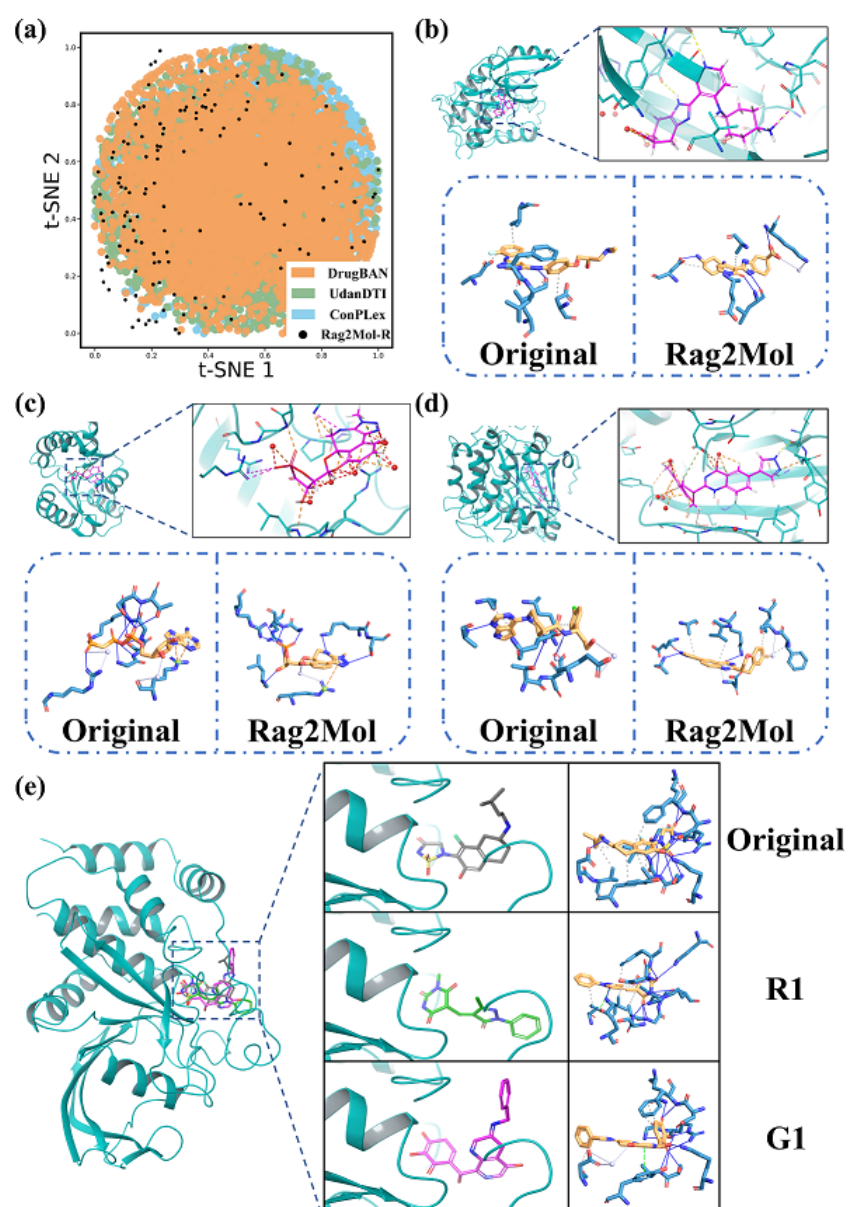 (a)
1.0
0.8
0.6
0.4
0.2
0.0
t-SNE 2
0.0
0.2
0.4
0.6
0.8
1.0
t-SNE 1
DrugBAN
UdanDTI
ConPLex
Rag2Mol-R
(b)
Original
Rag2Mol
(c)
Original
Rag2Mol
(d)
Original
Rag2Mol
(e)
Original
R1
G1